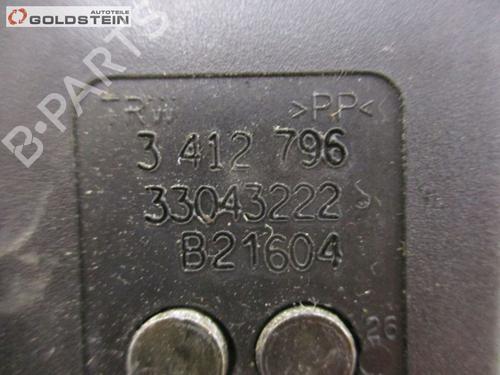 AUTOTEILE
GOLDSTEIN
B-Parts
TRW >PP<
3 412 796
33043222
B21604
26